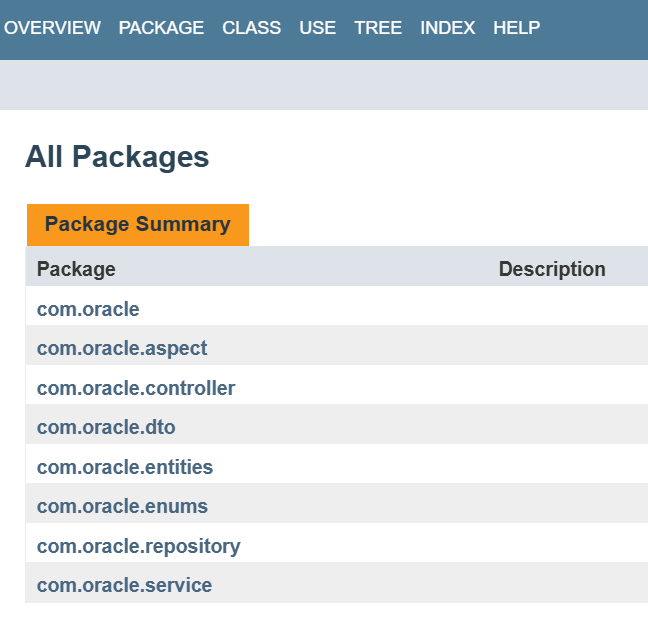 OVERVIEW PACKAGE CLASS USE TREE INDEX HELP
All Packages
Package Summary
Package Description
com.oracle
com.oracle.aspect
com.oracle.controller
com.oracle.dto
com.oracle.entities
com.oracle.enums
com.oracle.repository
com.oracle.service